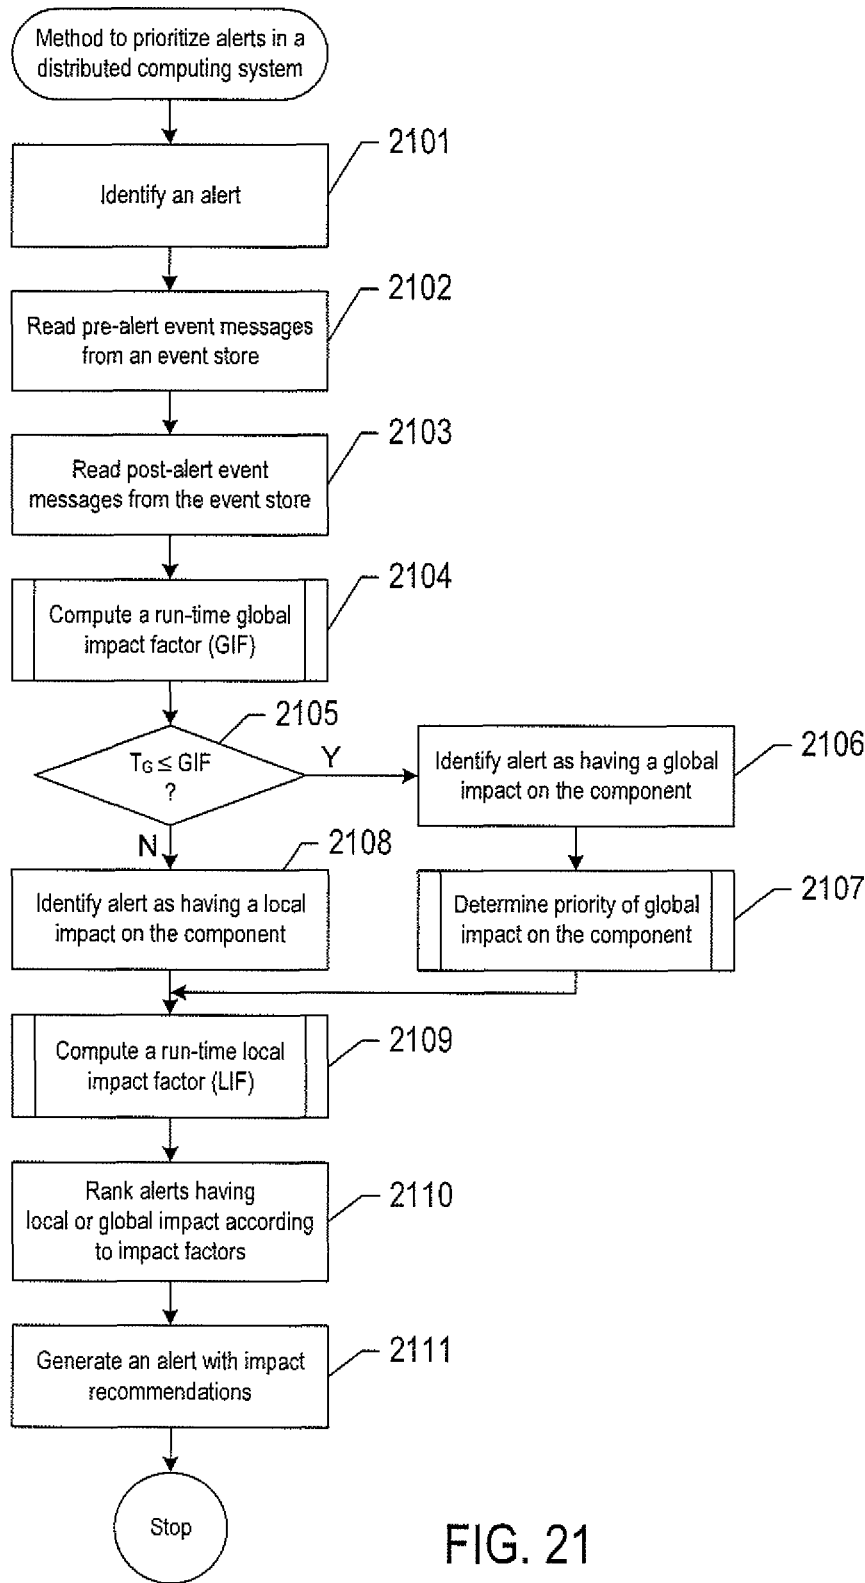 Method to prioritize alerts in a
distributed computing system
2101
Identify an alert
2102
Read pre-alert event messages
from an event store
2103
Read post-alert event
messages from the event store
2104
Compute a run-time global
impact factor (GIF)
2105
T_G ≤ GIF
?
Y
2106
Identify alert as having a global
impact on the component
N
2108
Identify alert as having a local
impact on the component
2107
Determine priority of global
impact on the component
2109
Compute a run-time local
impact factor (LIF)
2110
Rank alerts having
local or global impact according
to impact factors
2111
Generate an alert with impact
recommendations
Stop
FIG. 21